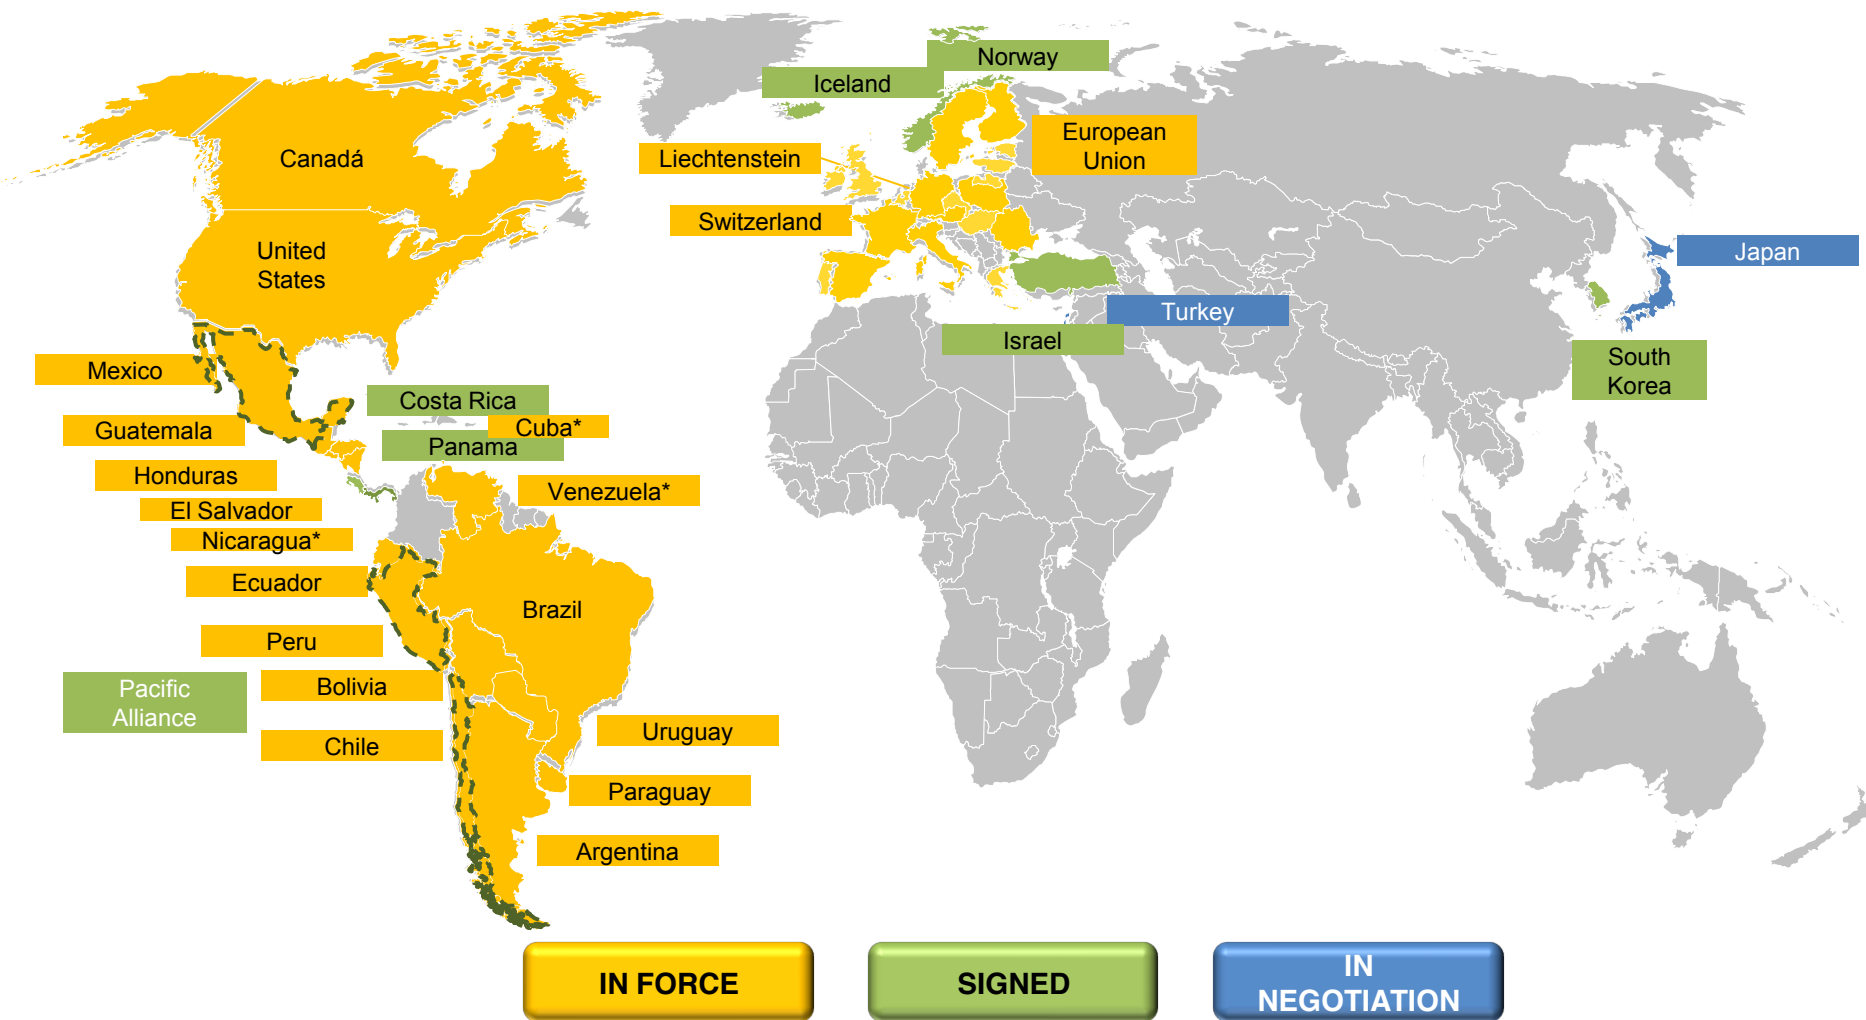 Norway
Iceland
European
Union
Liechtenstein
Canadá
Switzerland
United
States
Japan
Turkey
Israel
South
Korea
Mexico
Costa Rica
Cuba*
Guatemala
Panama
Honduras
Venezuela*
El Salvador
Nicaragua*
Ecuador
Brazil
Peru
Pacific
Alliance
Bolivia
Chile
Uruguay
Paraguay
Argentina
IN FORCE
SIGNED
IN
NEGOTIATION